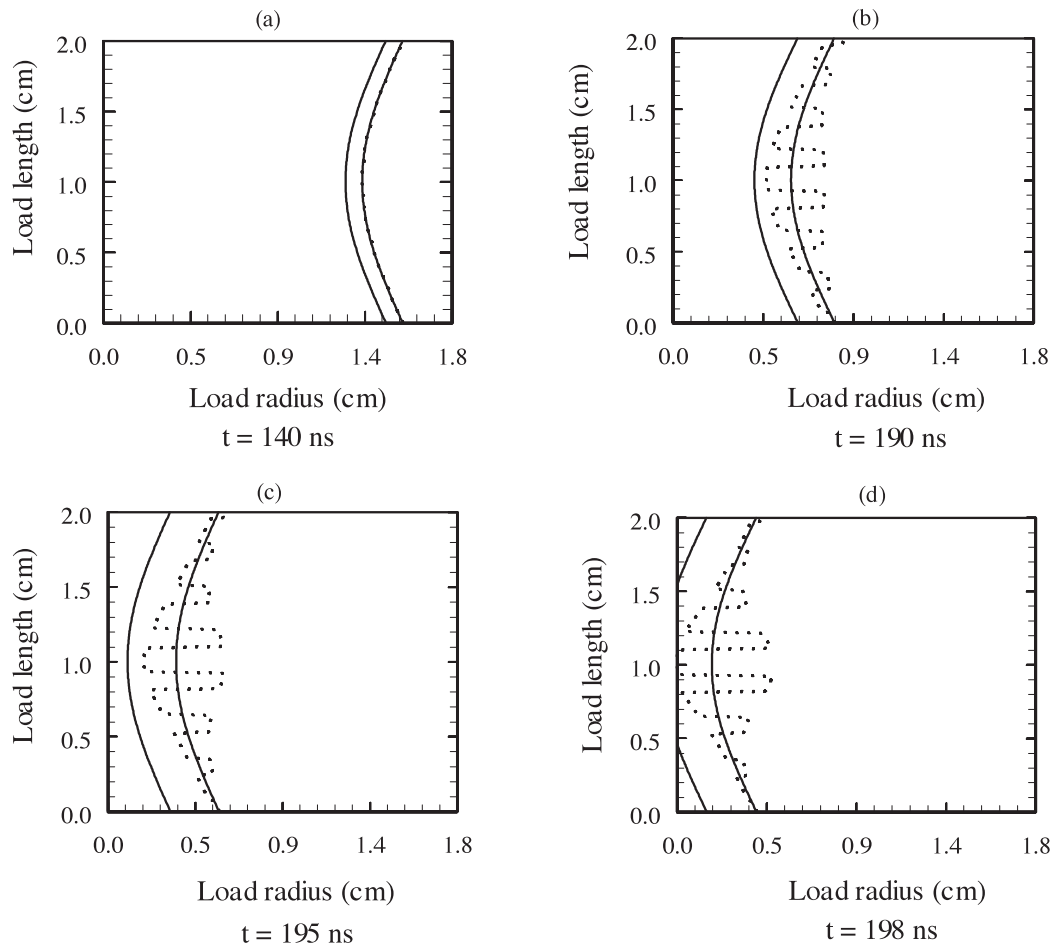 (a)
2.0
1.5
1.0
0.5
0.0
Load length (cm)
0.0 0.5 0.9 1.4 1.8
Load radius (cm)
t = 140 ns
(b)
2.0
1.5
1.0
0.5
0.0
Load length (cm)
0.0 0.5 0.9 1.4 1.8
Load radius (cm)
t = 190 ns
(c)
2.0
1.5
1.0
0.5
0.0
Load length (cm)
0.0 0.5 0.9 1.4 1.8
Load radius (cm)
t = 195 ns
(d)
2.0
1.5
1.0
0.5
0.0
Load length (cm)
0.0 0.5 0.9 1.4 1.8
Load radius (cm)
t = 198 ns